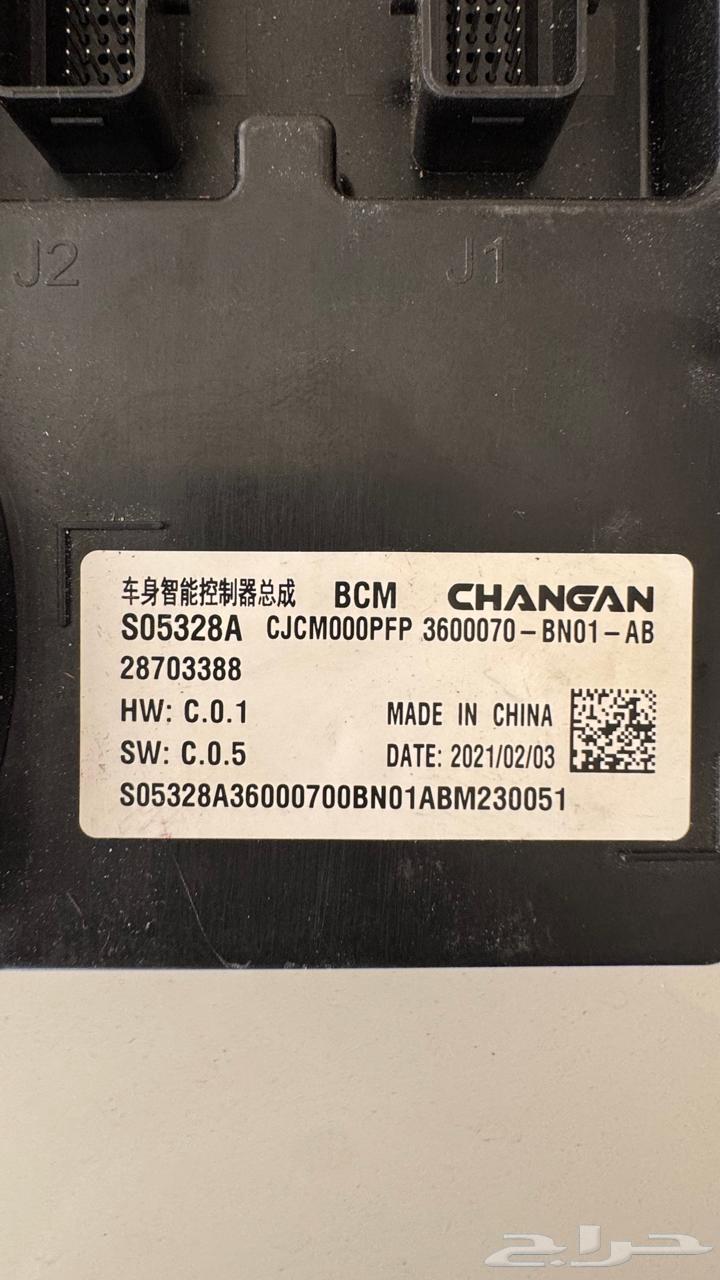 J2 J1
车身智能控制器总成 BCM CHANGAN
S05328A CJCM000PFP 3600070-BN01-AB
28703388
HW: C.0.1 MADE IN CHINA
SW: C.0.5 DATE: 2021/02/03
S05328A36000700BN01ABM230051
حراج